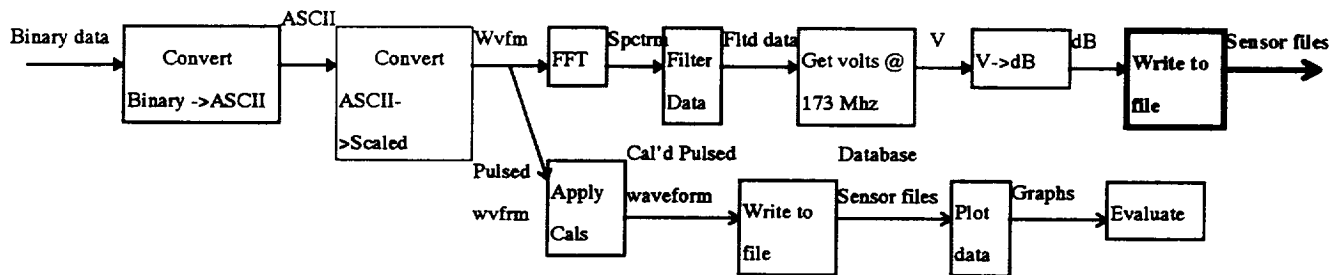 Binary data
Convert
Binary ->ASCII
ASCII
Convert
ASCII-
>Scaled
Wvfm
FFT
Spctrm
Filter
Data
Fltd data
Get volts @
173 Mhz
V
V->dB
dB
Write to
file
Sensor files
Pulsed
wvfrm
Apply
Cals
Cal'd Pulsed
waveform
Write to
file
Database
Sensor files
Plot
data
Graphs
Evaluate